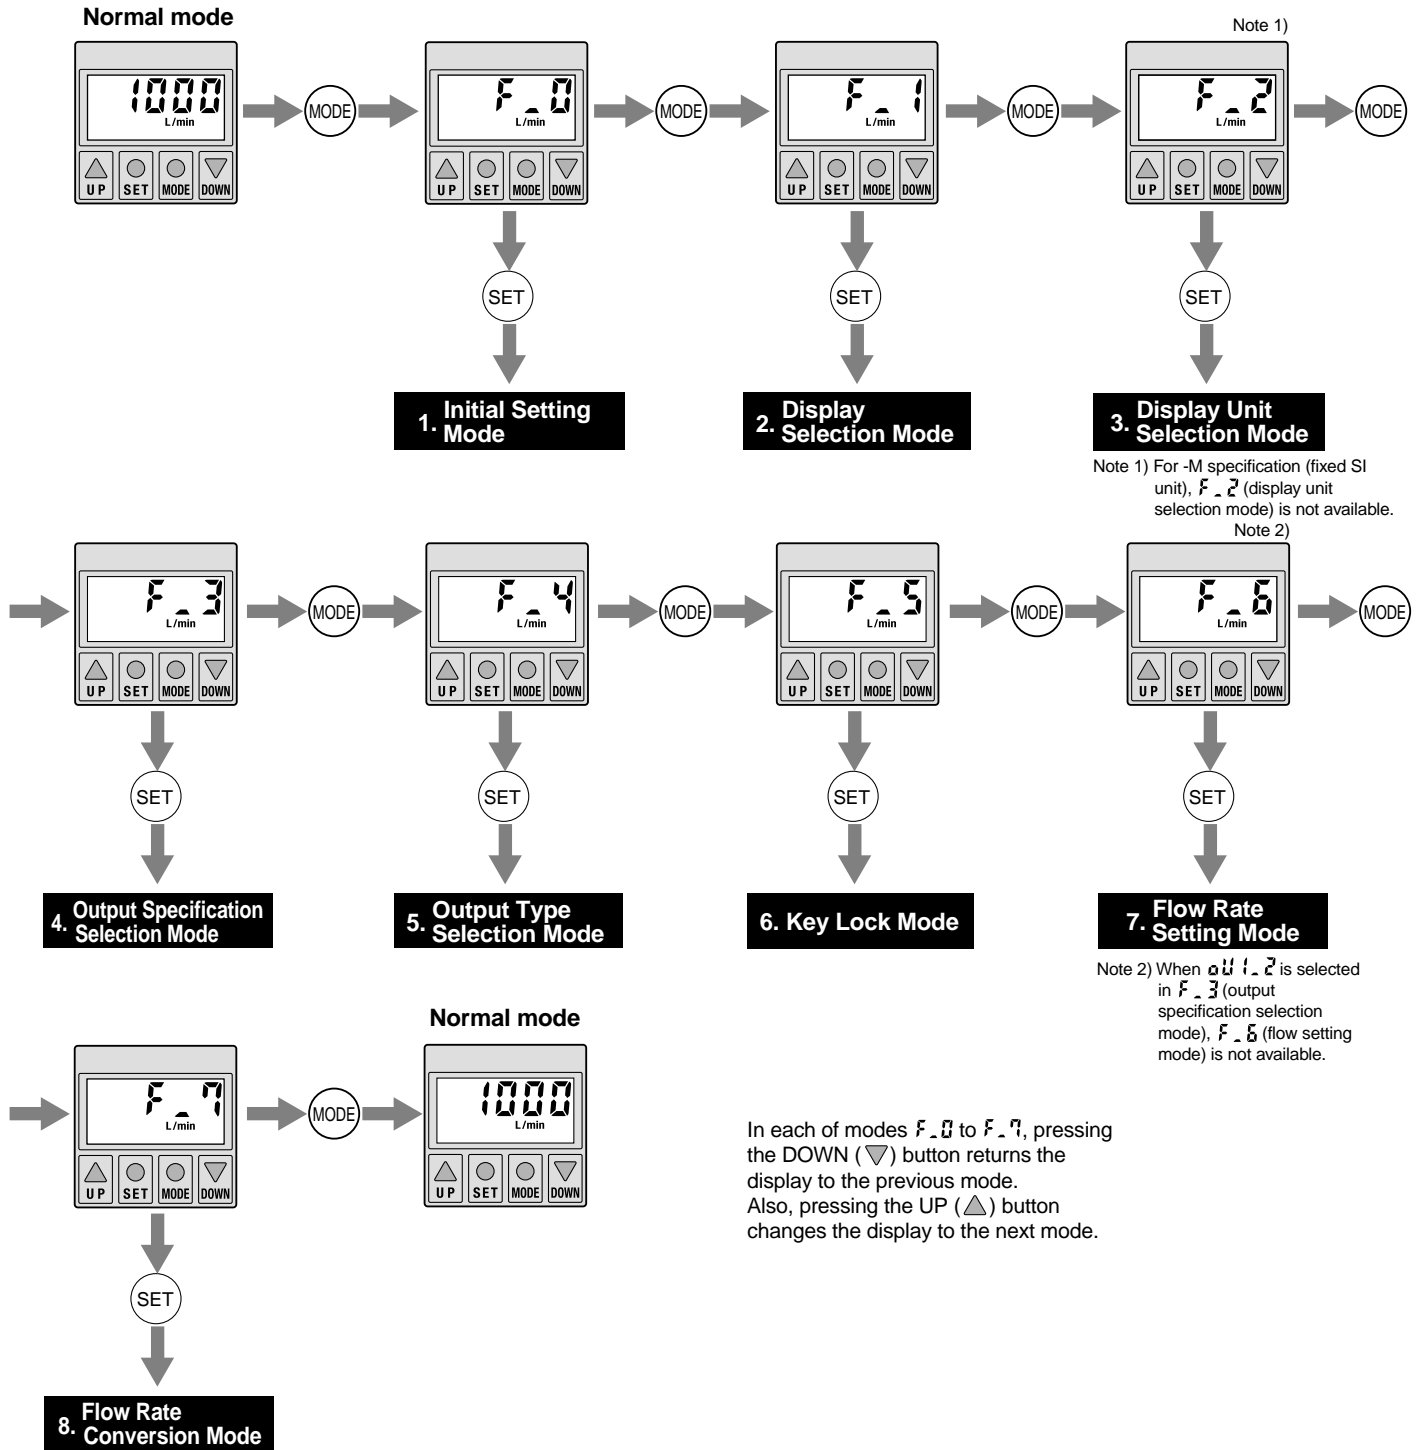 Normal mode
Note 1)
1000
L/min
UP SET MODE DOWN
MODE
F_0
L/min
UP SET MODE DOWN
MODE
F_1
L/min
UP SET MODE DOWN
MODE
F_2
L/min
UP SET MODE DOWN
MODE
SET
SET
SET
1. Initial Setting
Mode
2. Display
Selection Mode
3. Display Unit
Selection Mode
Note 1) For -M specification (fixed SI
unit), F_2 (display unit
selection mode) is not available.
Note 2)
F_3
L/min
UP SET MODE DOWN
MODE
F_4
L/min
UP SET MODE DOWN
MODE
F_5
L/min
UP SET MODE DOWN
MODE
F_6
L/min
UP SET MODE DOWN
MODE
SET
SET
SET
SET
4. Output Specification
Selection Mode
5. Output Type
Selection Mode
6. Key Lock Mode
7. Flow Rate
Setting Mode
Note 2) When oU1_2 is selected
in F_3 (output
specification selection
mode), F_6 (flow setting
mode) is not available.
Normal mode
F_7
L/min
UP SET MODE DOWN
MODE
1000
L/min
UP SET MODE DOWN
In each of modes F_0 to F_7, pressing
the DOWN (▽) button returns the
display to the previous mode.
Also, pressing the UP (△) button
changes the display to the next mode.
SET
8. Flow Rate
Conversion Mode